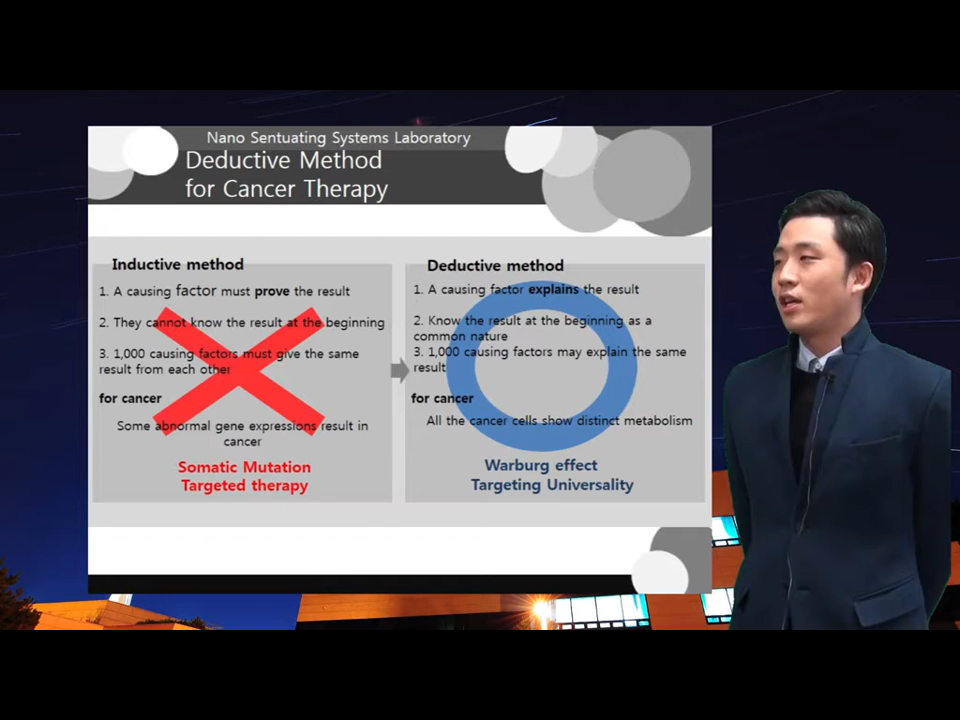 Nano Sentuating Systems Laboratory
Deductive Method
for Cancer Therapy
Inductive method
1. A causing factor must prove the result
2. They cannot know the result at the beginning
3. 1,000 causing factors must give the same
result from each other
for cancer
Some abnormal gene expressions result in
cancer
Somatic Mutation
Targeted therapy
Deductive method
1. A causing factor explains the result
2. Know the result at the beginning as a
common nature
3. 1,000 causing factors may explain the same
result
for cancer
All the cancer cells show distinct metabolism
Warburg effect
Targeting Universality